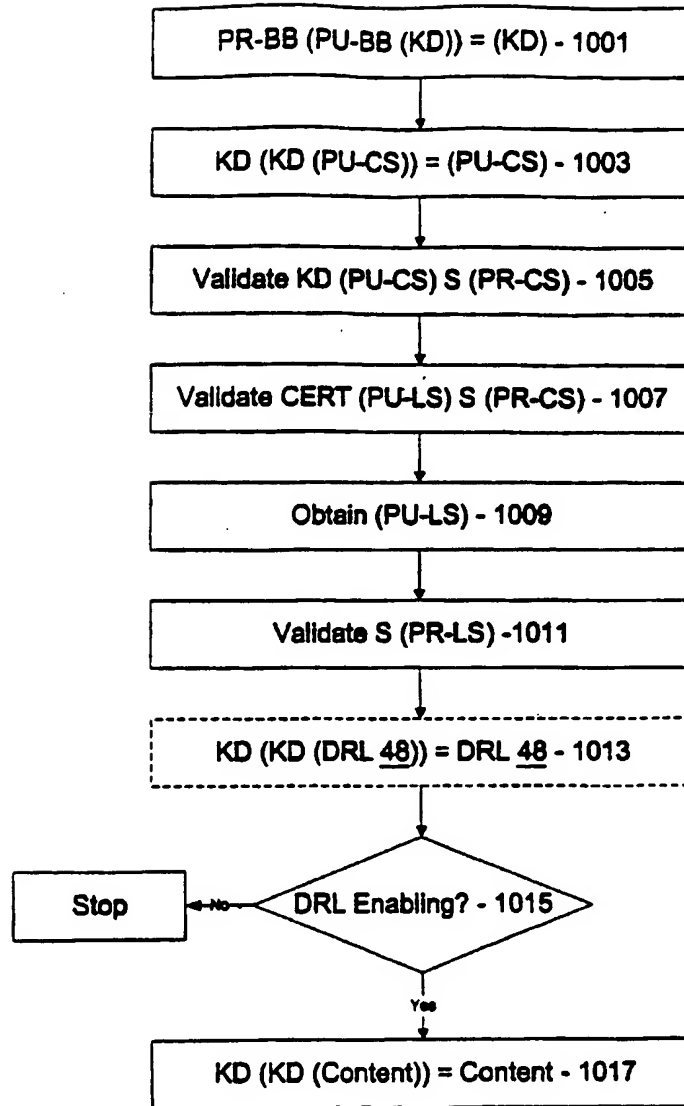 PR-BB (PU-BB (KD)) = (KD) - 1001
KD (KD (PU-CS)) = (PU-CS) - 1003
Validate KD (PU-CS) S (PR-CS) - 1005
Validate CERT (PU-LS) S (PR-CS) - 1007
Obtain (PU-LS) - 1009
Validate S (PR-LS) -1011
KD (KD (DRL 48)) = DRL 48 - 1013
DRL Enabling? - 1015
No
Stop
Yes
KD (KD (Content)) = Content - 1017